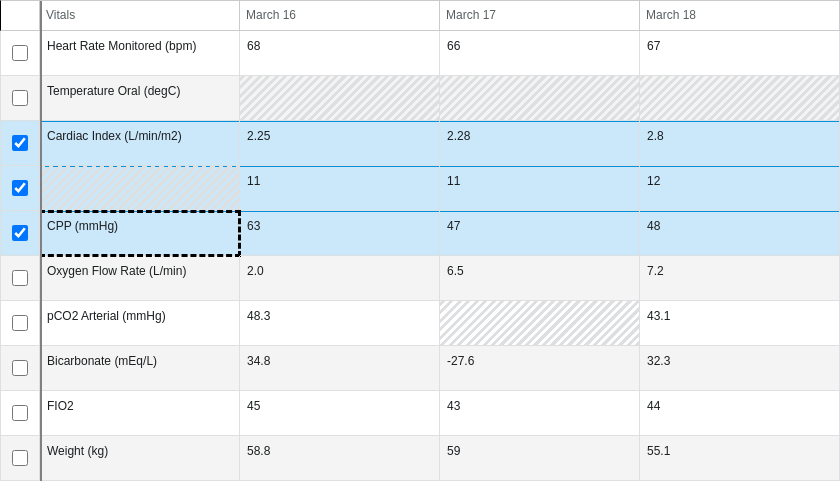 Vitals March 16 March 17 March 18
Heart Rate Monitored (bpm) 68 66 67
Temperature Oral (degC)
Cardiac Index (L/min/m2) 2.25 2.28 2.8
11 11 12
CPP (mmHg) 63 47 48
Oxygen Flow Rate (L/min) 2.0 6.5 7.2
pCO2 Arterial (mmHg) 48.3 43.1
Bicarbonate (mEq/L) 34.8 -27.6 32.3
FIO2 45 43 44
Weight (kg) 58.8 59 55.1